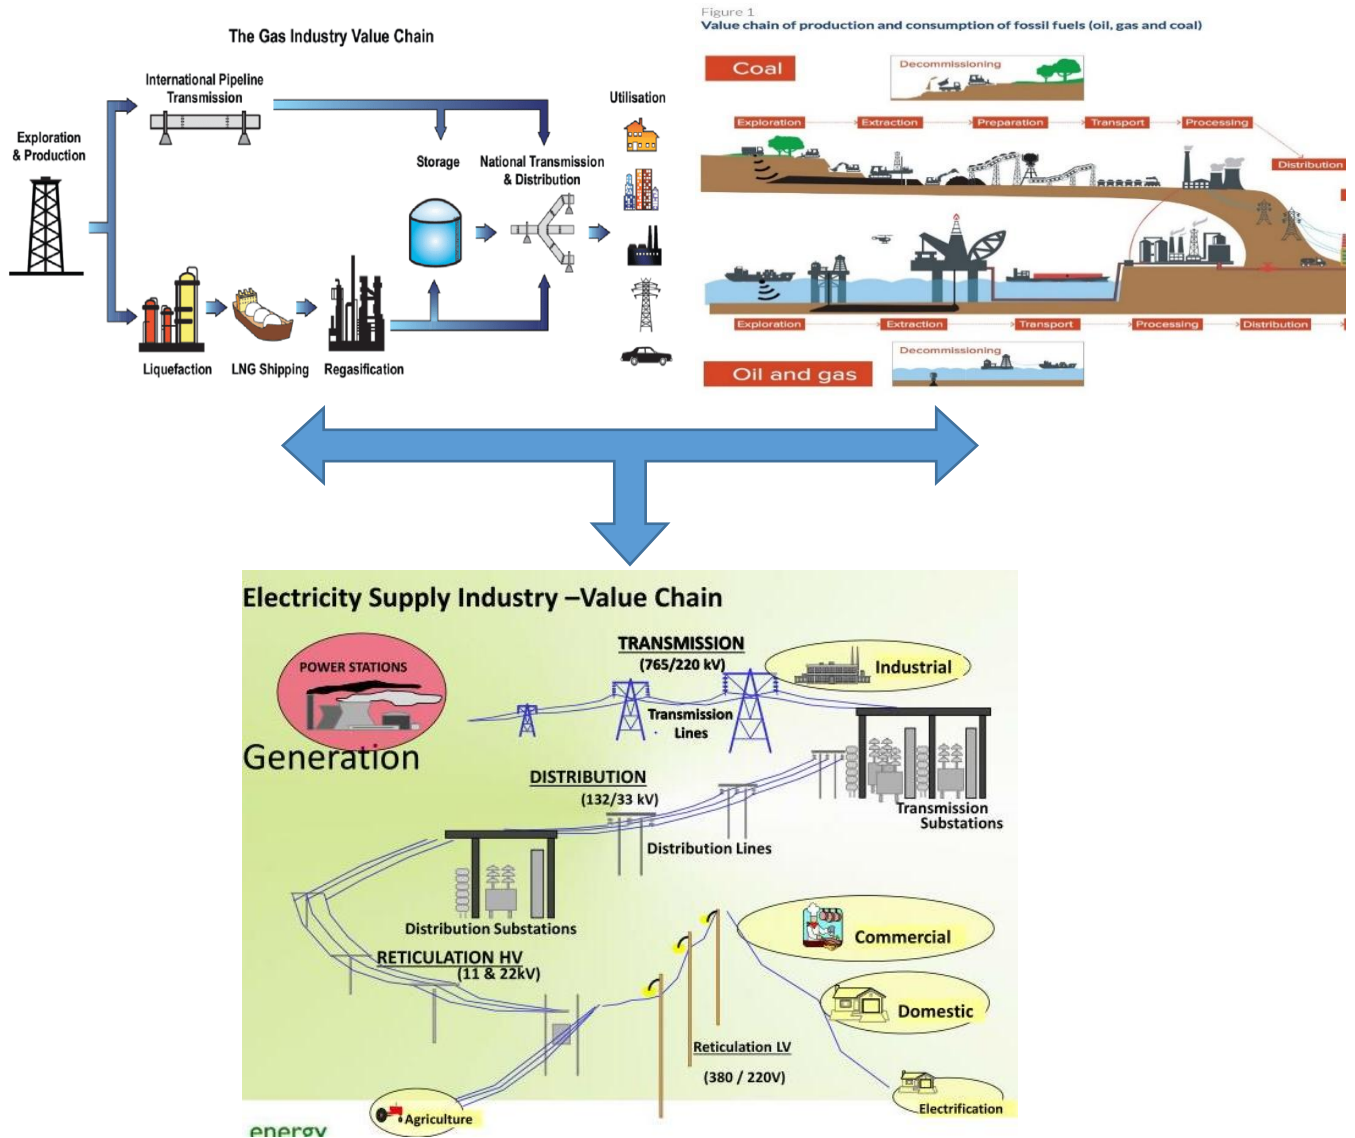 The Gas Industry Value Chain
International Pipeline
Transmission
Exploration
& Production
Storage
National Transmission
& Distribution
Utilisation
Liquefaction
LNG Shipping
Regasification
Figure 1
Value chain of production and consumption of fossil fuels (oil, gas and coal)
Coal
Decommissioning
Exploration
Extraction
Preparation
Transport
Processing
Distribution
Exploration
Extraction
Transport
Processing
Distribution
Oil and gas
Decommissioning
Electricity Supply Industry –Value Chain
POWER STATIONS
Generation
TRANSMISSION
(765/220 kV)
Industrial
Transmission
Lines
DISTRIBUTION
(132/33 kV)
Transmission
Substations
Distribution Lines
Distribution Substations
RETICULATION HV
(11 & 22kV)
Commercial
Domestic
Reticulation LV
(380 / 220V)
Agriculture
Electrification
energy